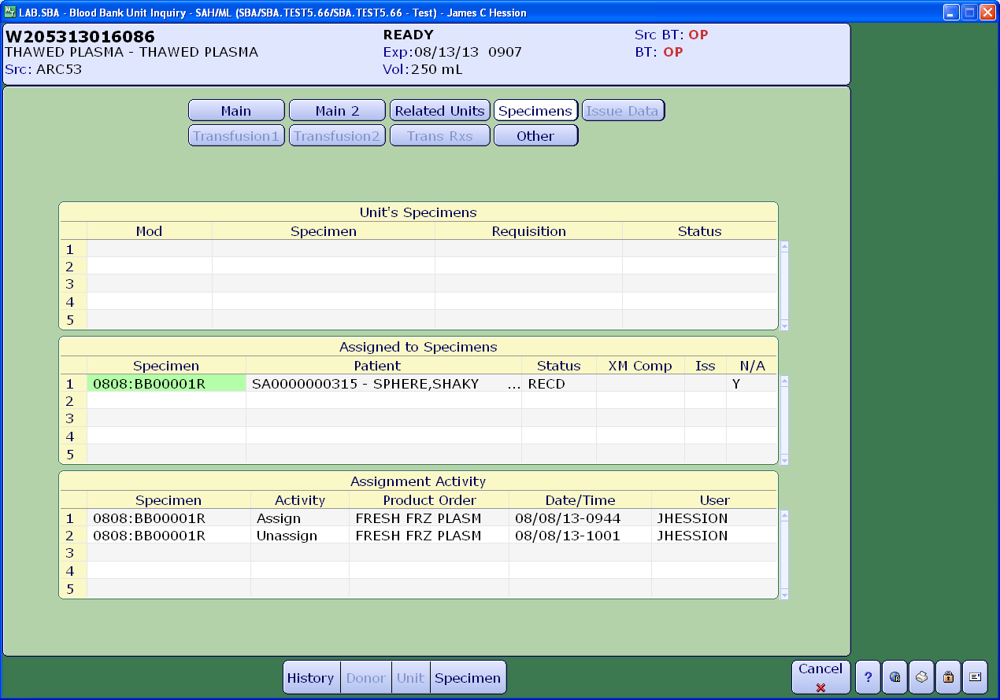 LAB.SBA - Blood Bank Unit Inquiry - SAH/ML (SBA/SBA.TEST5.66/SBA.TEST5.66 - Test) - James C Hession
W205313016086 READY Src BT: OP
THAWED PLASMA - THAWED PLASMA Exp:08/13/13 0907 BT: OP
Src: ARC53 Vol:250 mL
Main Main 2 Related Units Specimens Issue Data
Transfusion1 Transfusion2 Trans Rxs Other
Unit's Specimens
Mod Specimen Requisition Status
1
2
3
4
5
Assigned to Specimens
Specimen Patient Status XM Comp Iss N/A
1 0808:BB00001R SA0000000315 - SPHERE,SHAKY ... RECD Y
2
3
4
5
Assignment Activity
Specimen Activity Product Order Date/Time User
1 0808:BB00001R Assign FRESH FRZ PLASM 08/08/13-0944 JHESSION
2 0808:BB00001R Unassign FRESH FRZ PLASM 08/08/13-1001 JHESSION
3
4
5
History Donor Unit Specimen Cancel ?